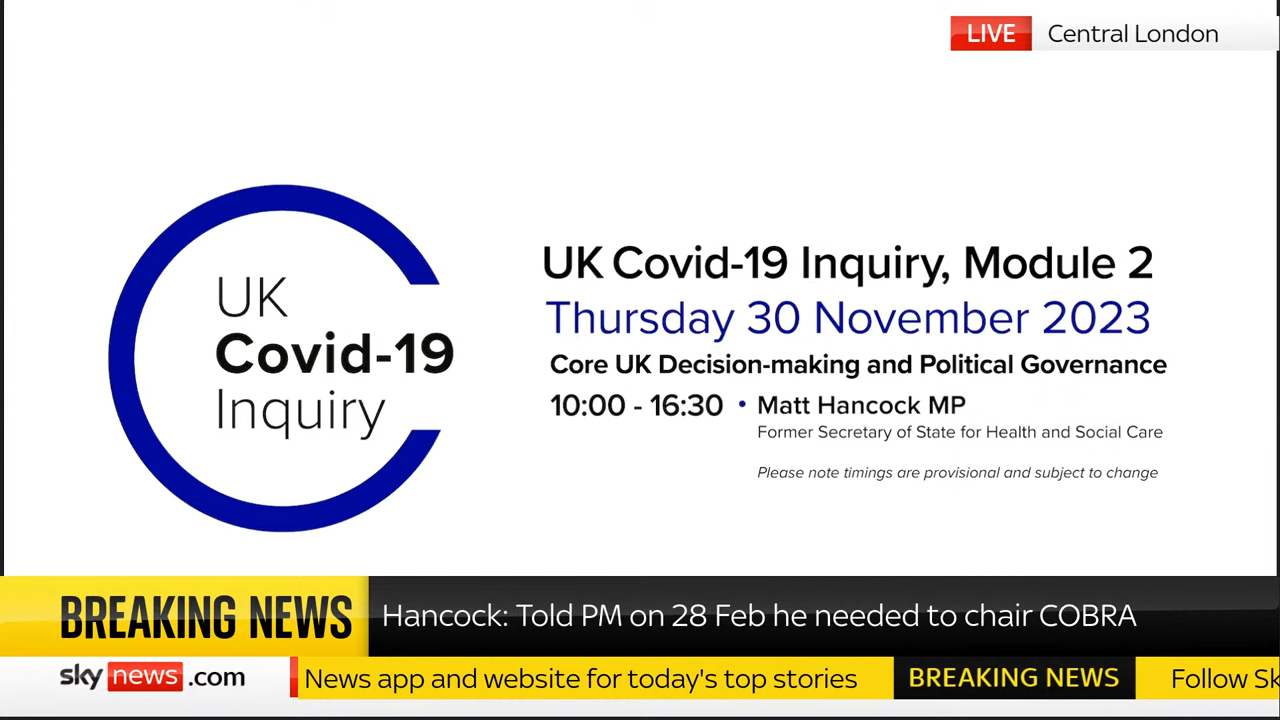 LIVE Central London
UK
Covid-19
Inquiry
UK Covid-19 Inquiry, Module 2
Thursday 30 November 2023
Core UK Decision-making and Political Governance
10:00 - 16:30 • Matt Hancock MP
Former Secretary of State for Health and Social Care
Please note timings are provisional and subject to change
BREAKING NEWS Hancock: Told PM on 28 Feb he needed to chair COBRA
sky news .com News app and website for today's top stories BREAKING NEWS Follow Sk